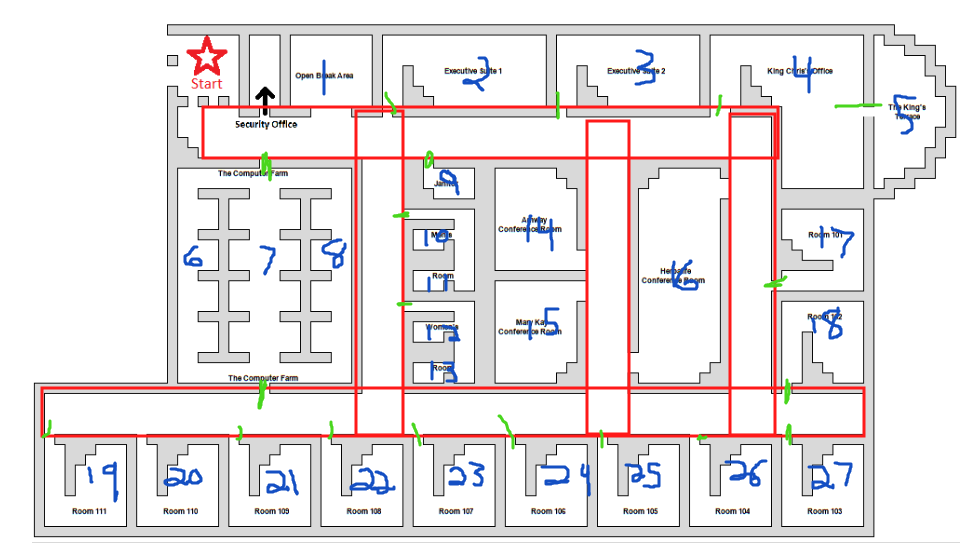 Start
Open Break Area
1
Executive Suite 1
2
Executive Suite 2
3
King Chris's Office
4
The King's
Terrace
5
Security Office
The Computer Farm
6
7
8
The Computer Farm
Janitor
9
Men's
10
Room
11
Women's
12
Room
13
Amway
Conference Room
14
Mary Kay
Conference Room
15
Herbalife
Conference Room
16
Room 101
17
Room 102
18
19
20
21
22
23
24
25
26
27
Room 111
Room 110
Room 109
Room 108
Room 107
Room 106
Room 105
Room 104
Room 103